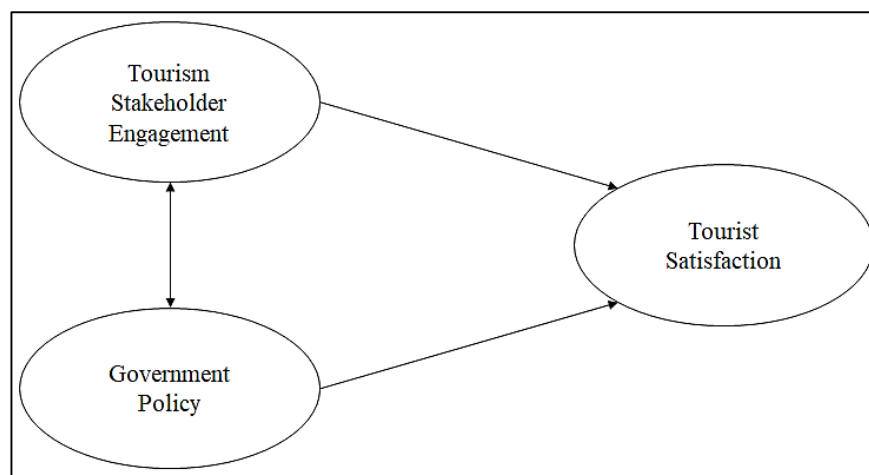 Tourism
Stakeholder
Engagement
Tourist
Satisfaction
Government
Policy